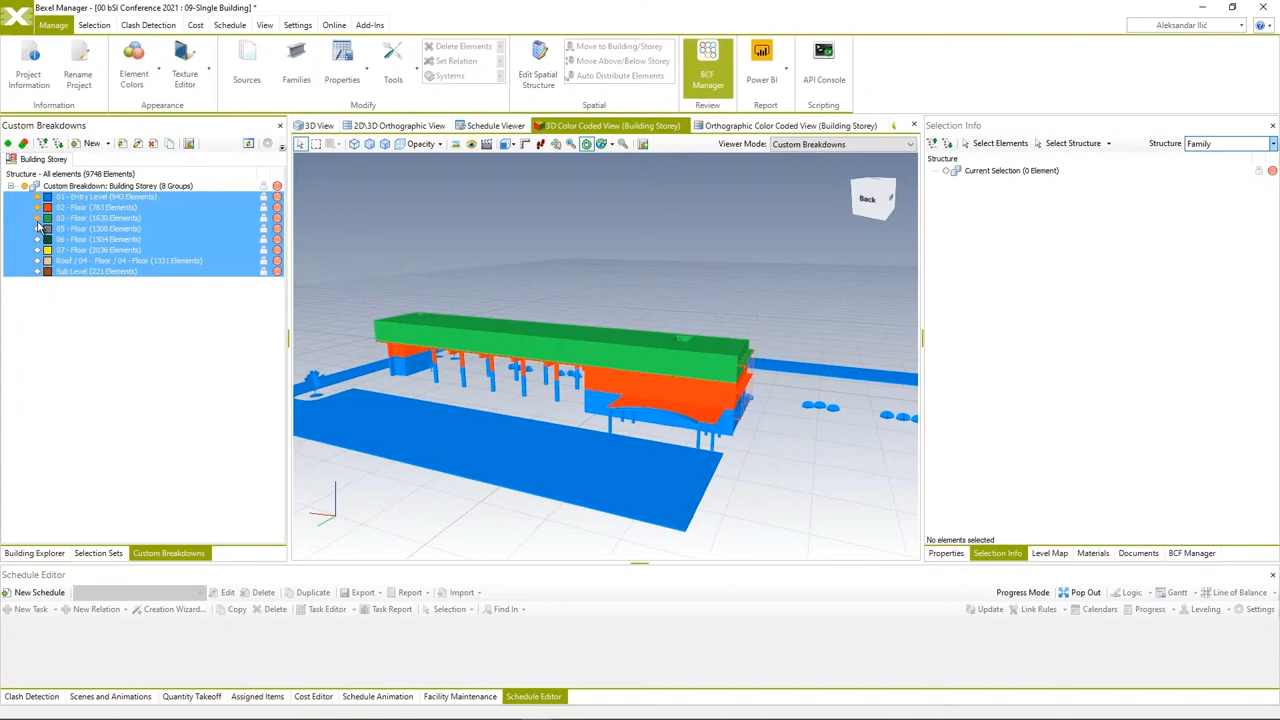 Bexel Manager - [00 bSI Conference 2021 : 09-SIngle Building] *
Manage Selection Clash Detection Cost Schedule View Settings Online Add-Ins
Aleksandar Ilić
Project Information
Rename Project
Information
Element Colors
Texture Editor
Appearance
Sources
Families
Properties
Tools
Delete Elements
Set Relation
Systems
Modify
Edit Spatial Structure
Move to Building/Storey
Move Above/Below Storey
Auto Distribute Elements
Spatial
BCF Manager
Review
Power BI
Report
API Console
Scripting
Custom Breakdowns
New
Building Storey
Structure - All elements (9748 Elements)
Custom Breakdown: Building Storey (8 Groups)
01 - Entry Level (943 Elements)
02 - Floor (783 Elements)
03 - Floor (1630 Elements)
05 - Floor (1300 Elements)
06 - Floor (1504 Elements)
07 - Floor (2036 Elements)
Roof / 04 - Floor / 04 - Floor (1331 Elements)
Sub Level (221 Elements)
Building Explorer Selection Sets Custom Breakdowns
3D View 2D\3D Orthographic View Schedule Viewer 3D Color Coded View (Building Storey) Orthographic Color Coded View (Building Storey)
Opacity
Viewer Mode: Custom Breakdowns
Back
Selection Info
Select Elements Select Structure Structure Family
Structure
Current Selection (0 Element)
No elements selected
Properties Selection Info Level Map Materials Documents BCF Manager
Schedule Editor
New Schedule Edit Delete Duplicate Export Report Import Progress Mode Pop Out Logic Gantt Line of Balance
New Task New Relation Creation Wizard... Copy Delete Task Editor Task Report Selection Find In Update Link Rules Calendars Progress Leveling Settings
Clash Detection Scenes and Animations Quantity Takeoff Assigned Items Cost Editor Schedule Animation Facility Maintenance Schedule Editor